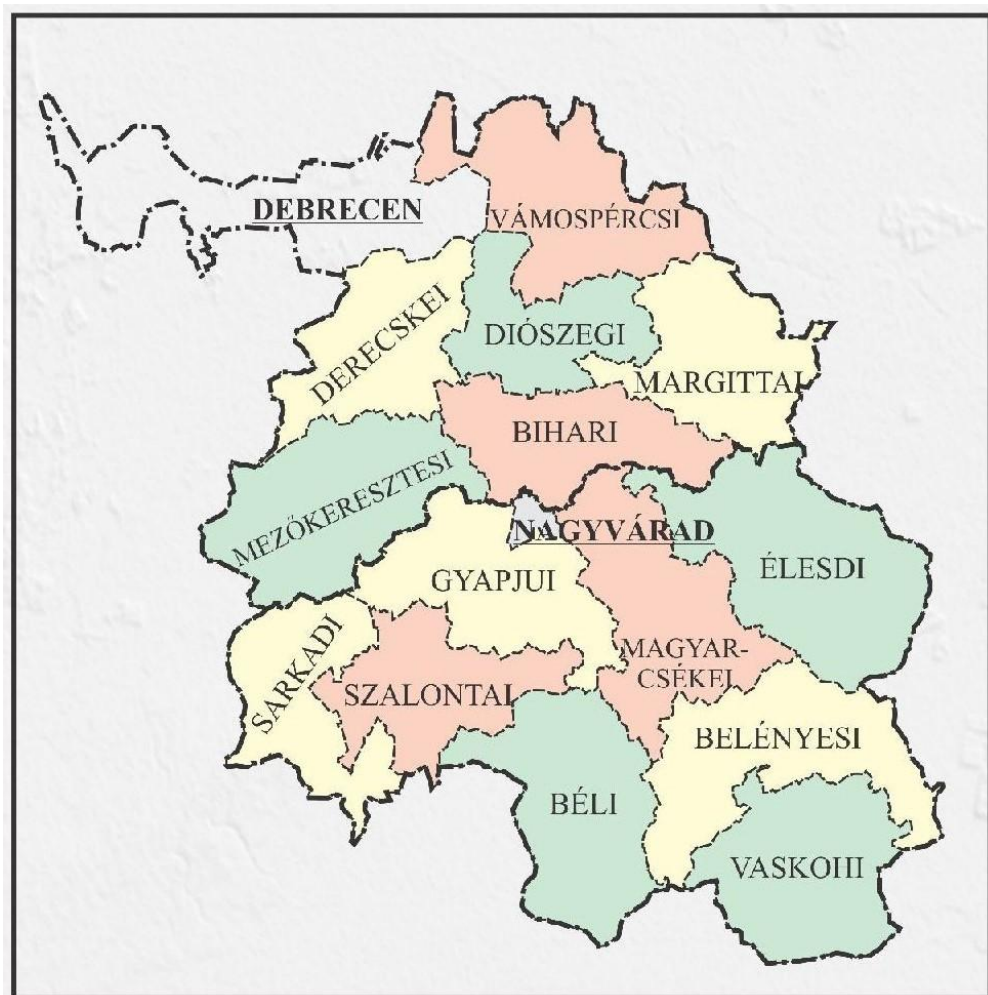 DEBRECEN
VÁMOSPÉRCSI
DERECSKEI
DIÓSZEGI
MARGITTAI
BIHARI
MEZŐKERESZTESI
NAGYVÁRAD
ÉLESDI
GYAPJUI
SARKADI
MAGYAR-
CSÉKEI
SZALONTAI
BELÉNYESI
BÉLI
VASKOHI